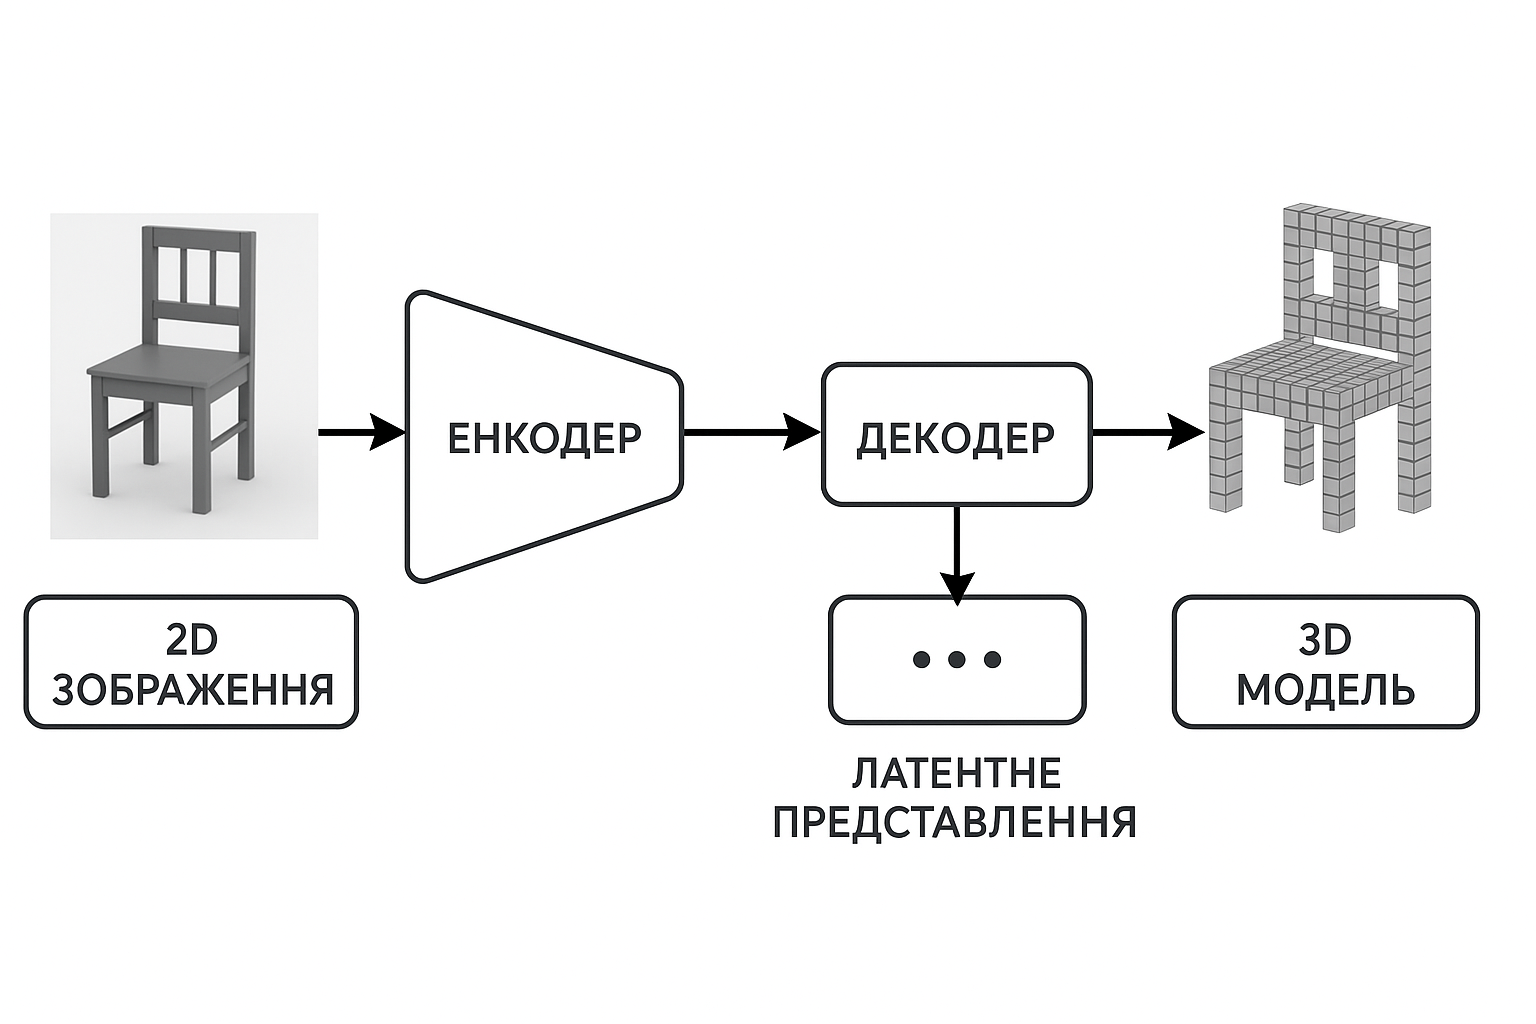 ЕНКОДЕР
ДЕКОДЕР
2D
ЗОБРАЖЕННЯ
3D
МОДЕЛЬ
ЛАТЕНТНЕ
ПРЕДСТАВЛЕННЯ